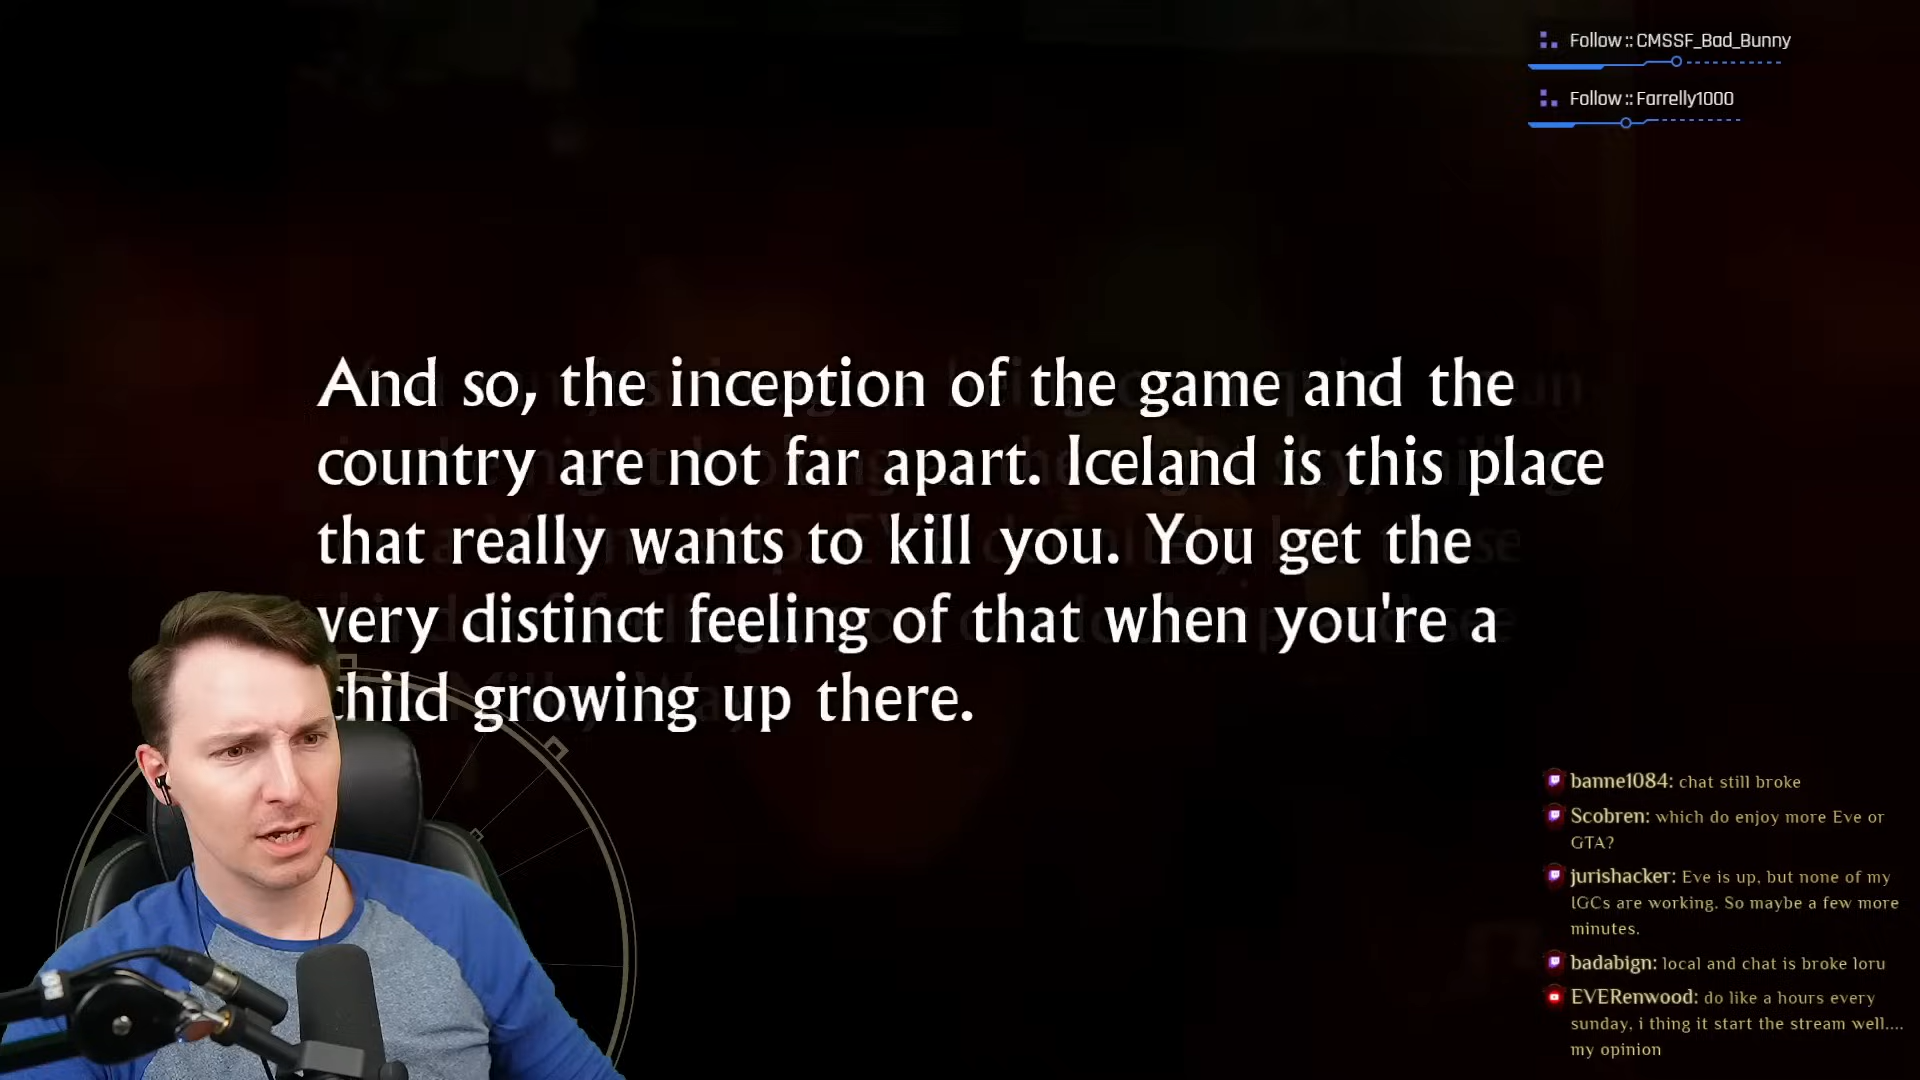 Follow :: CMSSF_Bad_Bunny
Follow :: Farrelly1000
And so, the inception of the game and the
country are not far apart. Iceland is this place
that really wants to kill you. You get the
very distinct feeling of that when you're a
child growing up there.
banne1084: chat still broke
Scobren: which do enjoy more Eve or
GTA?
jurishacker: Eve is up, but none of my
IGCs are working. So maybe a few more
minutes.
badabign: local and chat is broke loru
EVERenwood: do like a hours every
sunday, i thing it start the stream well....
my opinion